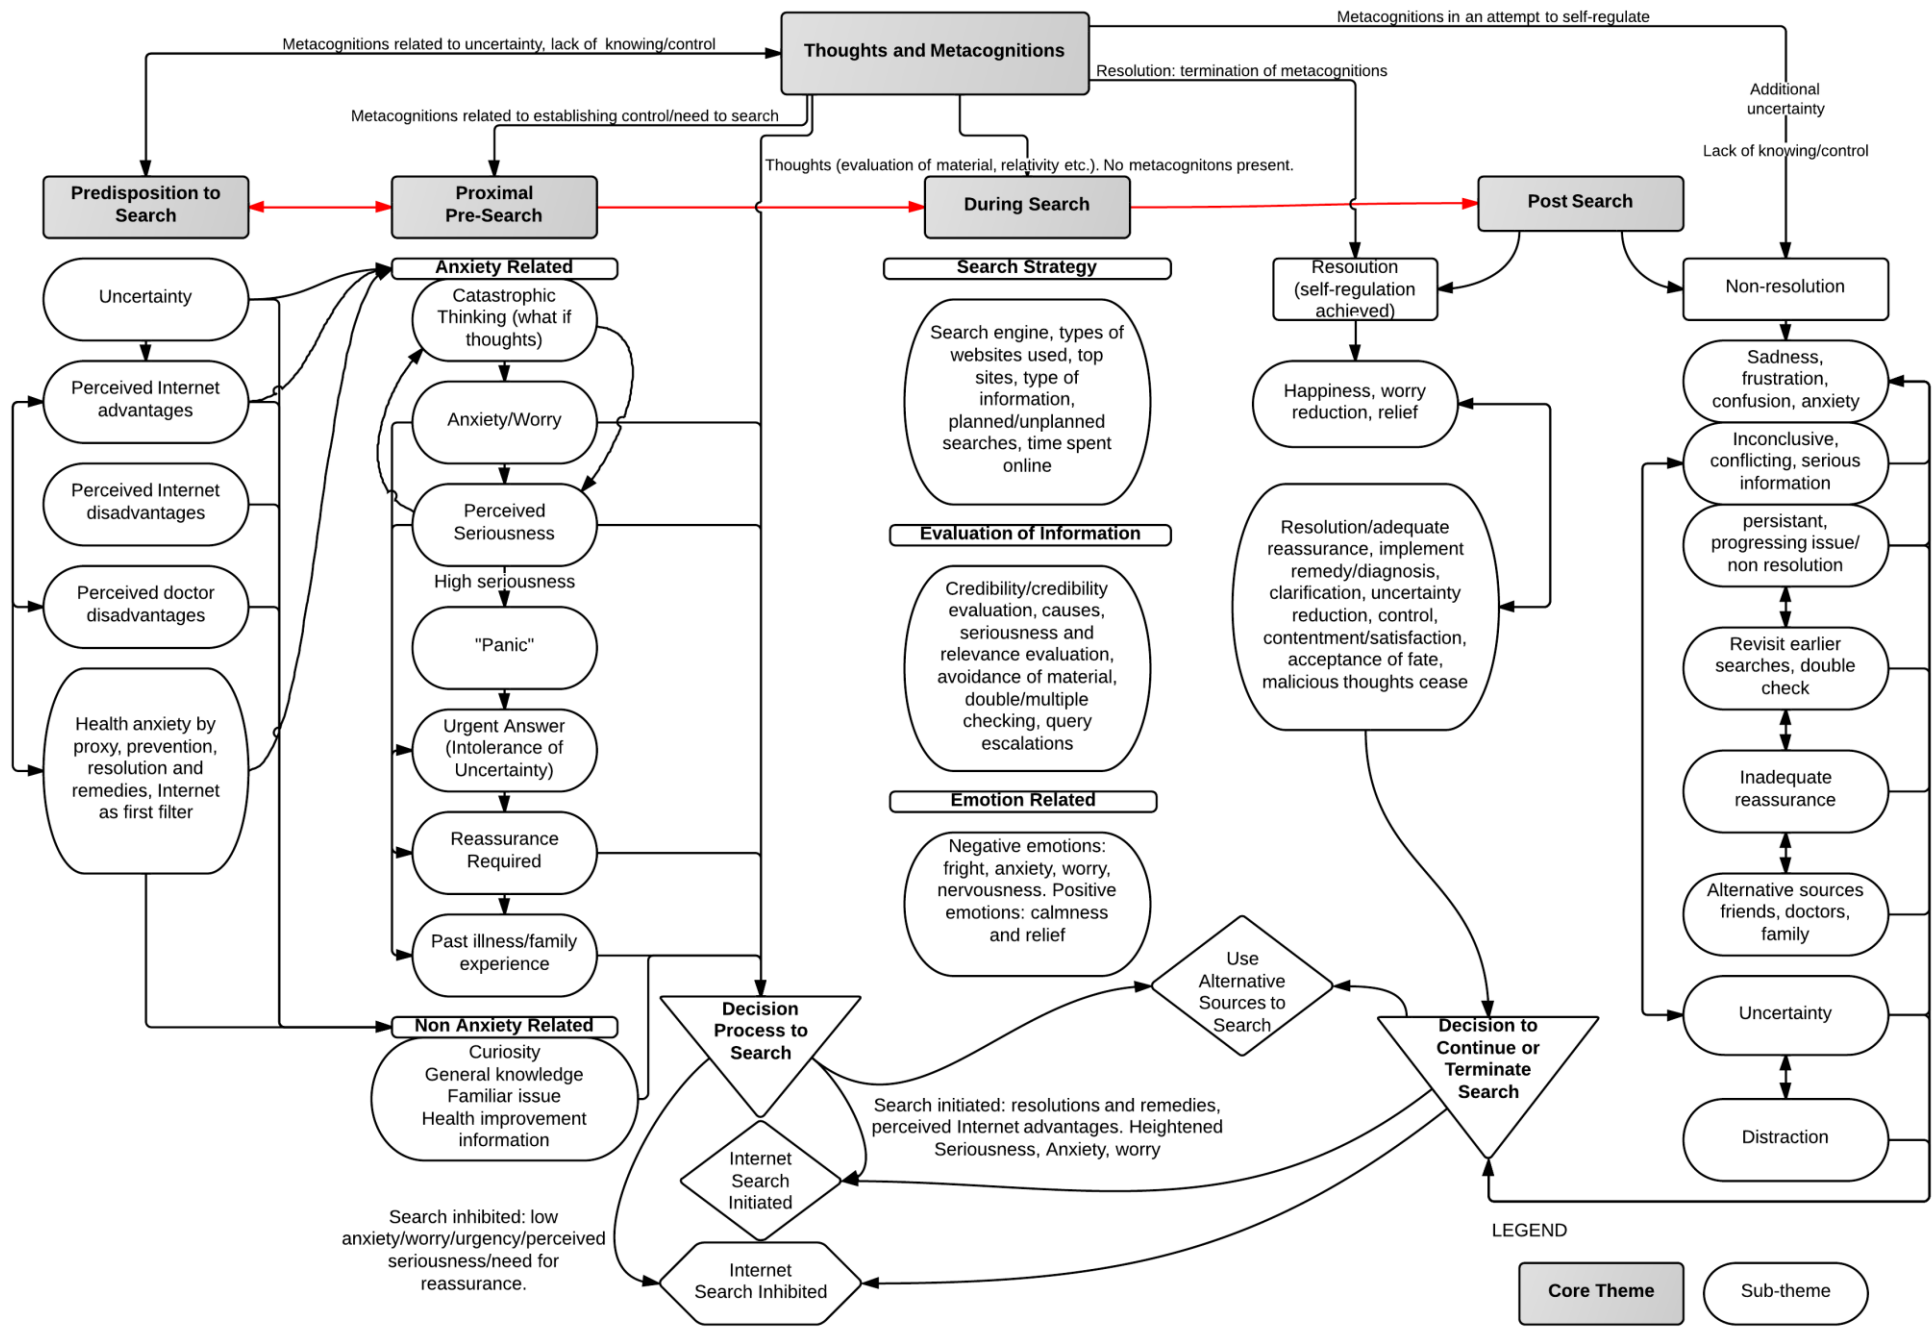 Metacognitions in an attempt to self-regulate
Metacognitions related to uncertainty, lack of  knowing/control
Thoughts and Metacognitions
Resolution: termination of metacognitions
Additional
uncertainty
Metacognitions related to establishing control/need to search
Lack of knowing/control
Thoughts (evaluation of material, relativity etc.). No metacognitons present.
Predisposition to
Search
Proximal
Pre-Search
During Search
Post Search
Uncertainty
Perceived Internet
advantages
Perceived Internet
disadvantages
Perceived doctor
disadvantages
Health anxiety by
proxy, prevention,
resolution and
remedies, Internet
as first filter
Anxiety Related
Catastrophic
Thinking (what if
thoughts)
Anxiety/Worry
Perceived
Seriousness
High seriousness
"Panic"
Urgent Answer
(Intolerance of
Uncertainty)
Reassurance
Required
Past illness/family
experience
Non Anxiety Related
Curiosity
General knowledge
Familiar issue
Health improvement
information
Search Strategy
Search engine, types of
websites used, top
sites, type of
information,
planned/unplanned
searches, time spent
online
Evaluation of Information
Credibility/credibility
evaluation, causes,
seriousness and
relevance evaluation,
avoidance of material,
double/multiple
checking, query
escalations
Emotion Related
Negative emotions:
fright, anxiety, worry,
nervousness. Positive
emotions: calmness
and relief
Resolution
(self-regulation
achieved)
Happiness, worry
reduction, relief
Resolution/adequate
reassurance, implement
remedy/diagnosis,
clarification, uncertainty
reduction, control,
contentment/satisfaction,
acceptance of fate,
malicious thoughts cease
Non-resolution
Sadness,
frustration,
confusion, anxiety
Inconclusive,
conflicting, serious
information
persistant,
progressing issue/
non resolution
Revisit earlier
searches, double
check
Inadequate
reassurance
Alternative sources
friends, doctors,
family
Uncertainty
Distraction
Decision
Process to
Search
Use
Alternative
Sources to
Search
Decision to
Continue or
Terminate
Search
Search initiated: resolutions and remedies,
perceived Internet advantages. Heightened
Seriousness, Anxiety, worry
Internet
Search
Initiated
Search inhibited: low
anxiety/worry/urgency/perceived
seriousness/need for
reassurance.
Internet
Search Inhibited
LEGEND
Core Theme
Sub-theme